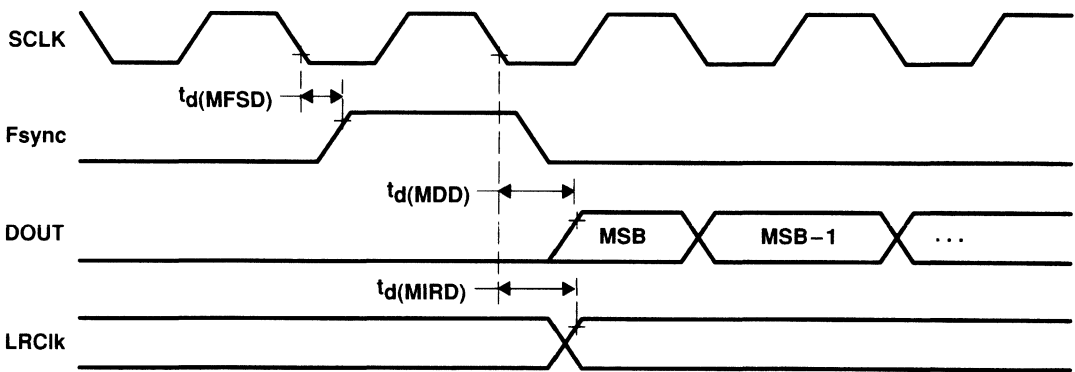 SCLK
td(MFSD)
Fsync
td(MDD)
DOUT
MSB
MSB–1
...
td(MIRD)
LRClk